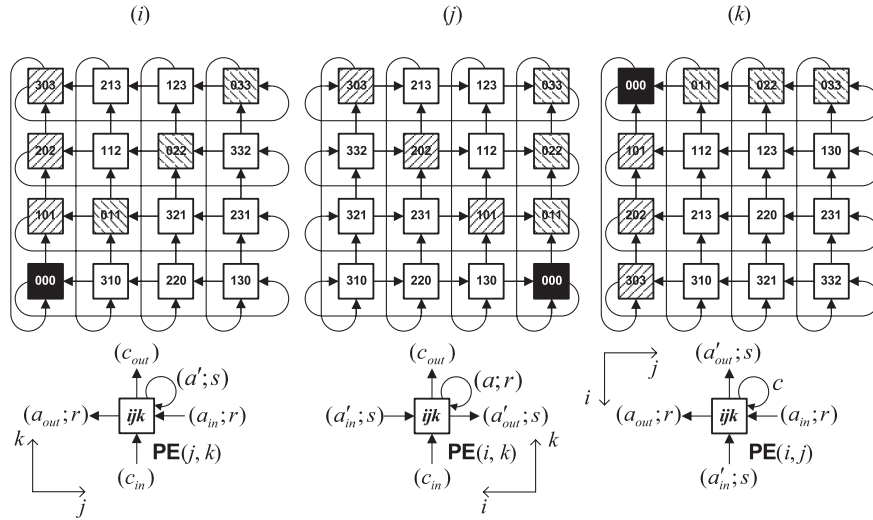 (i) (j) (k)
303 213 123 033 303 213 123 033 000 011 022 033
202 112 022 332 332 202 112 022 101 112 123 130
101 011 321 231 321 231 101 011 202 213 220 231
000 310 220 130 310 220 130 000 303 310 321 332
(c_out) (c_out) (a'_out; s)
(a'; s) (a; r) c
j
i
(a_out; r) ijk (a_in; r) (a'_in; s) ijk (a'_out; s) (a_out; r) ijk (a_in; r)
k PE(j, k) PE(i, k) k PE(i, j)
(c_in) (c_in) (a'_in; s)
j i